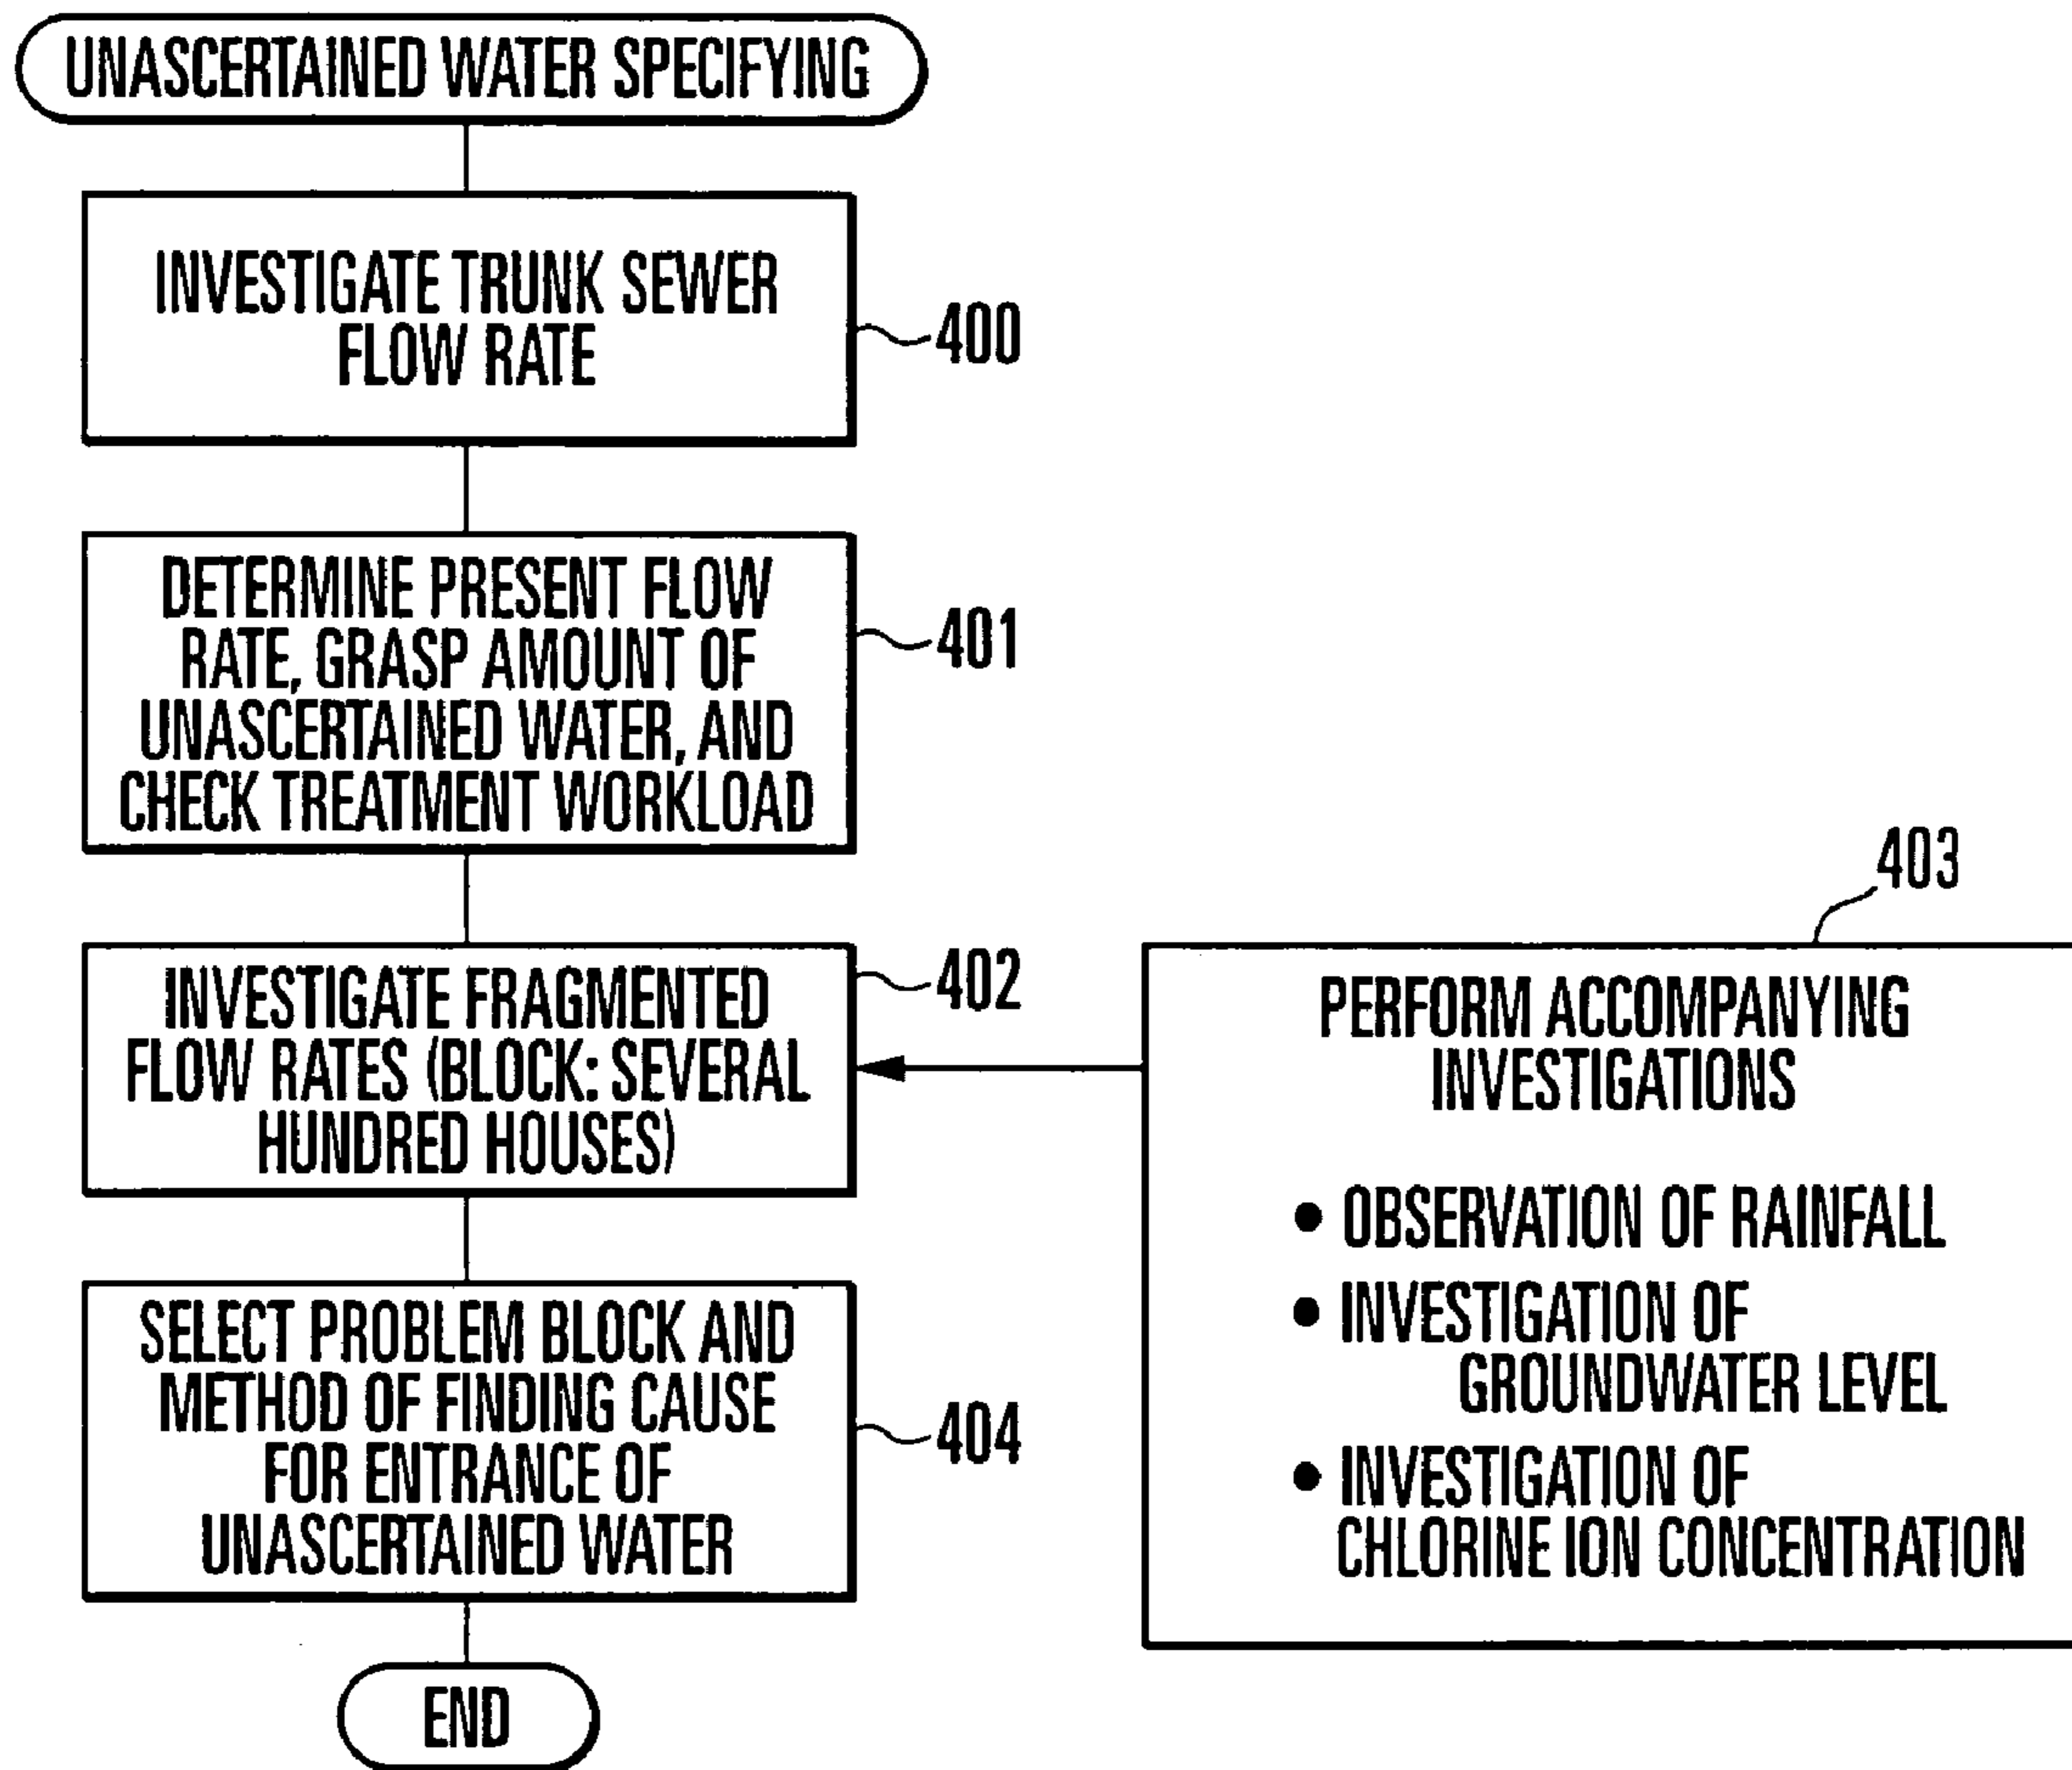 UNASCERTAINED WATER SPECIFYING
INVESTIGATE TRUNK SEWER
FLOW RATE
400
DETERMINE PRESENT FLOW
RATE, GRASP AMOUNT OF
UNASCERTAINED WATER, AND
CHECK TREATMENT WORKLOAD
401
INVESTIGATE FRAGMENTED
FLOW RATES (BLOCK: SEVERAL
HUNDRED HOUSES)
402
403
PERFORM ACCOMPANYING
INVESTIGATIONS
● OBSERVATION OF RAINFALL
● INVESTIGATION OF
GROUNDWATER LEVEL
● INVESTIGATION OF
CHLORINE ION CONCENTRATION
SELECT PROBLEM BLOCK AND
METHOD OF FINDING CAUSE
FOR ENTRANCE OF
UNASCERTAINED WATER
404
END